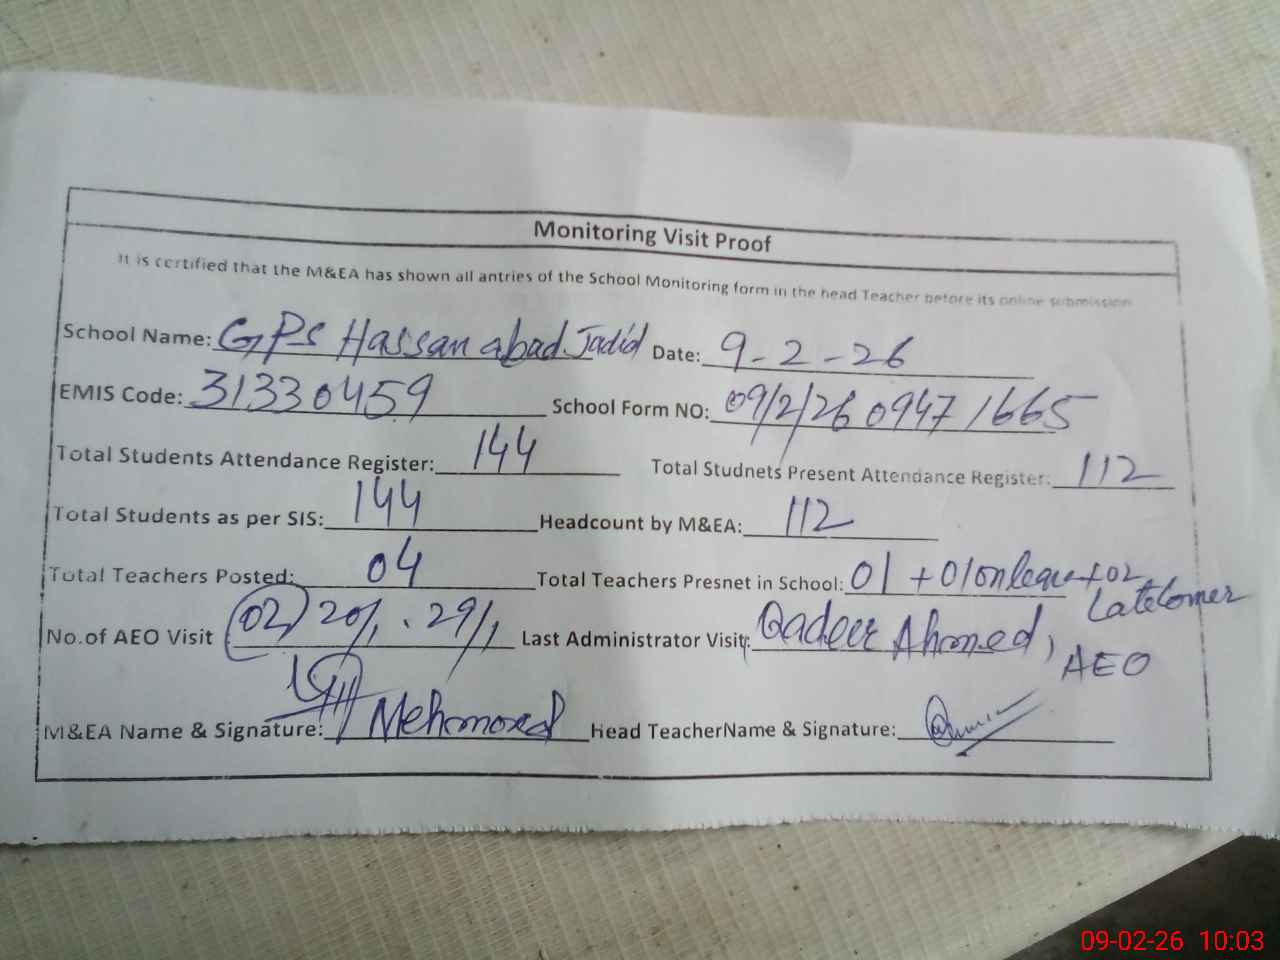 Monitoring Visit Proof
It is certified that the M&EA has shown all antries of the School Monitoring form in the head Teacher before its online submission
School Name: GPS Hassan abad Jadid Date: 9-2-26
EMIS Code: 31330459 School Form NO: 09/2/26 0947 1665
Total Students Attendance Register: 144 Total Studnets Present Attendance Register: 112
Total Students as per SIS: 144 Headcount by M&EA: 112
Total Teachers Posted: 04 Total Teachers Presnet in School: 01 + 01 on leave + 02
Latecomer
No.of AEO Visit 02) 20/1. 29/1 Last Administrator Visit: Qadeer Ahmed,
AEO
M&EA Name & Signature: Mehmood Head TeacherName & Signature:
09-02-26 10:03